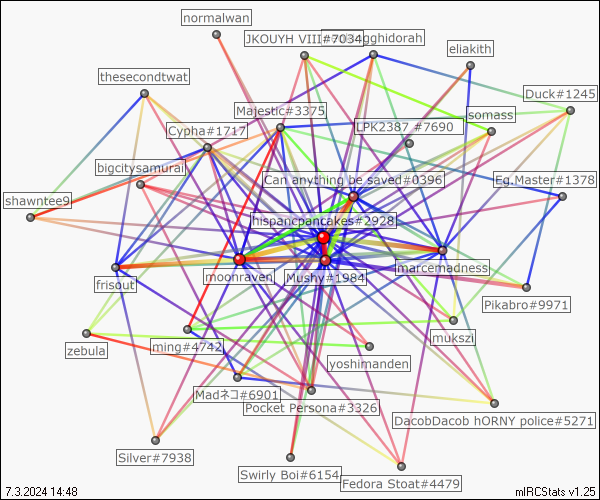 normalwan
JKOUYH VIII#7034
ghidorah
eliakith
thesecondtwat
Duck#1245
Majestic#3375
somass
LPK2387 #7690
Cypha#1717
bigcitysamurai
Can anything be saved#0396
Eg.Master#1378
shawntee9
hispancpancakes#2928
moonraven
Mushy#1984
marcemadness
frisout
Pikabro#9971
mukszi
zebula
ming#4742
yoshimanden
Madネコ#6901
Pocket Persona#3326
DacobDacob hORNY police#5271
Silver#7938
Swirly Boi#6154
Fedora Stoat#4479
7.3.2024 14:48
mIRCStats v1.25